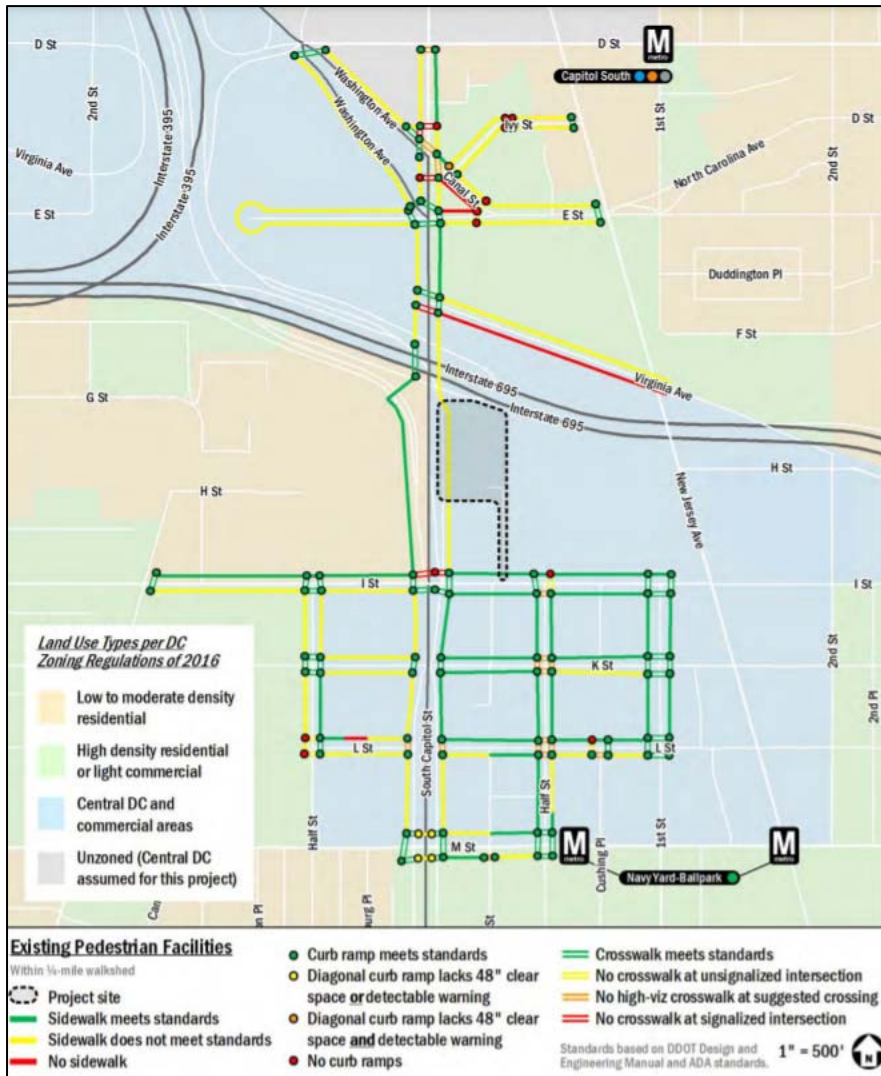 D St
D St
M
metro
Capitol South
2nd St
Washington Ave
Washington Ave
Interstate 395
Interstate 395
Virginia Ave
Ivy St
1st St
D St
2nd St
North Carolina Ave
Canal St
E St
E St
Duddington Pl
F St
Virginia Ave
Interstate 695
Interstate 695
G St
H St
H St
New Jersey Ave
I St
I St
Land Use Types per DC
Zoning Regulations of 2016
Low to moderate density
residential
High density residential
or light commercial
Central DC and
commercial areas
Unzoned (Central DC
assumed for this project)
K St
2nd St
2nd Pl
L St
L St
South Capitol St
Half St
Half St
M St
M
metro
M
metro
Cushing Pl
1st St
Navy Yard-Ballpark
St
Existing Pedestrian Facilities
Within ¼-mile walkshed
Project site
Sidewalk meets standards
Sidewalk does not meet standards
No sidewalk
Curb ramp meets standards
Diagonal curb ramp lacks 48" clear
space or detectable warning
Diagonal curb ramp lacks 48" clear
space and detectable warning
No curb ramps
Crosswalk meets standards
No crosswalk at unsignalized intersection
No high-viz crosswalk at suggested crossing
No crosswalk at signalized intersection
Standards based on DDOT Design and
Engineering Manual and ADA standards.
1" = 500'
N